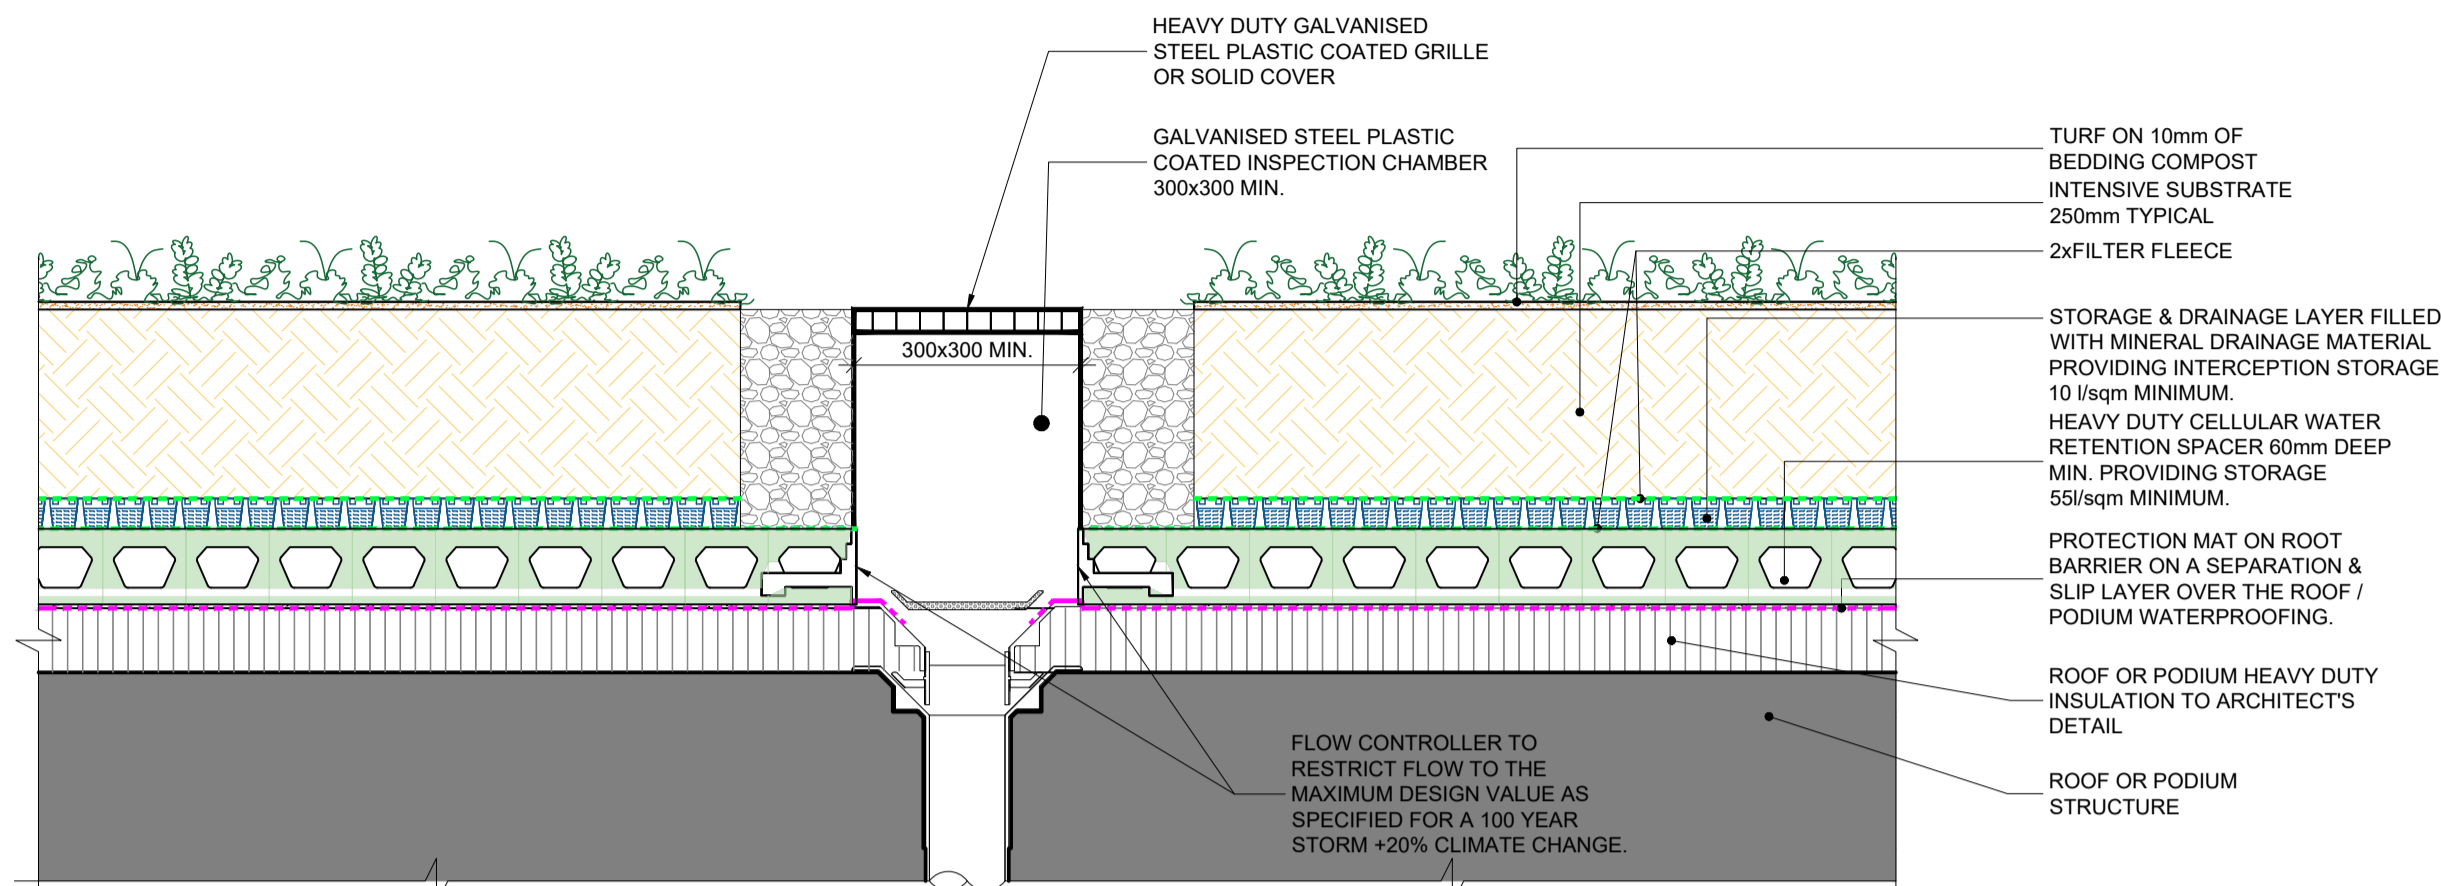 HEAVY DUTY GALVANISED
STEEL PLASTIC COATED GRILLE
OR SOLID COVER
GALVANISED STEEL PLASTIC
COATED INSPECTION CHAMBER
300x300 MIN.
300x300 MIN.
TURF ON 10mm OF
BEDDING COMPOST
INTENSIVE SUBSTRATE
250mm TYPICAL
2xFILTER FLEECE
STORAGE & DRAINAGE LAYER FILLED
WITH MINERAL DRAINAGE MATERIAL
PROVIDING INTERCEPTION STORAGE
10 l/sqm MINIMUM.
HEAVY DUTY CELLULAR WATER
RETENTION SPACER 60mm DEEP
MIN. PROVIDING STORAGE
55l/sqm MINIMUM.
PROTECTION MAT ON ROOT
BARRIER ON A SEPARATION &
SLIP LAYER OVER THE ROOF /
PODIUM WATERPROOFING.
ROOF OR PODIUM HEAVY DUTY
INSULATION TO ARCHITECT'S
DETAIL
ROOF OR PODIUM
STRUCTURE
FLOW CONTROLLER TO
RESTRICT FLOW TO THE
MAXIMUM DESIGN VALUE AS
SPECIFIED FOR A 100 YEAR
STORM +20% CLIMATE CHANGE.